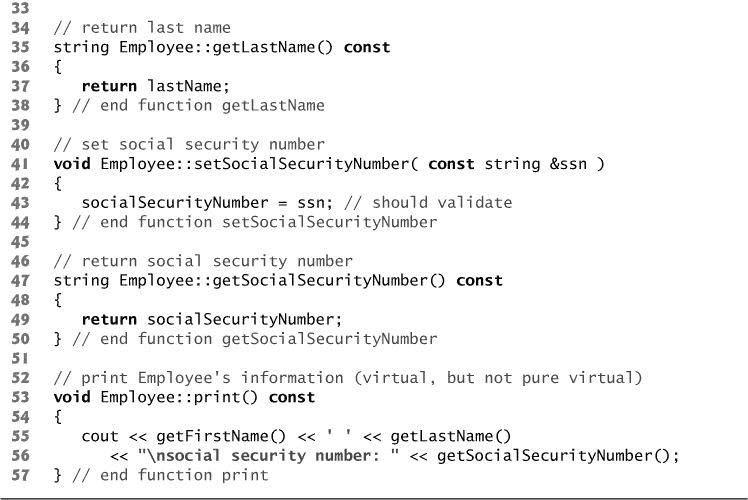 33
34 // return last name
35 string Employee::getLastName() const
36 {
37    return lastName;
38 } // end function getLastName
39
40 // set social security number
41 void Employee::setSocialSecurityNumber( const string &ssn )
42 {
43    socialSecurityNumber = ssn; // should validate
44 } // end function setSocialSecurityNumber
45
46 // return social security number
47 string Employee::getSocialSecurityNumber() const
48 {
49    return socialSecurityNumber;
50 } // end function getSocialSecurityNumber
51
52 // print Employee's information (virtual, but not pure virtual)
53 void Employee::print() const
54 {
55    cout << getFirstName() << ' ' << getLastName()
56       << "\nsocial security number: " << getSocialSecurityNumber();
57 } // end function print